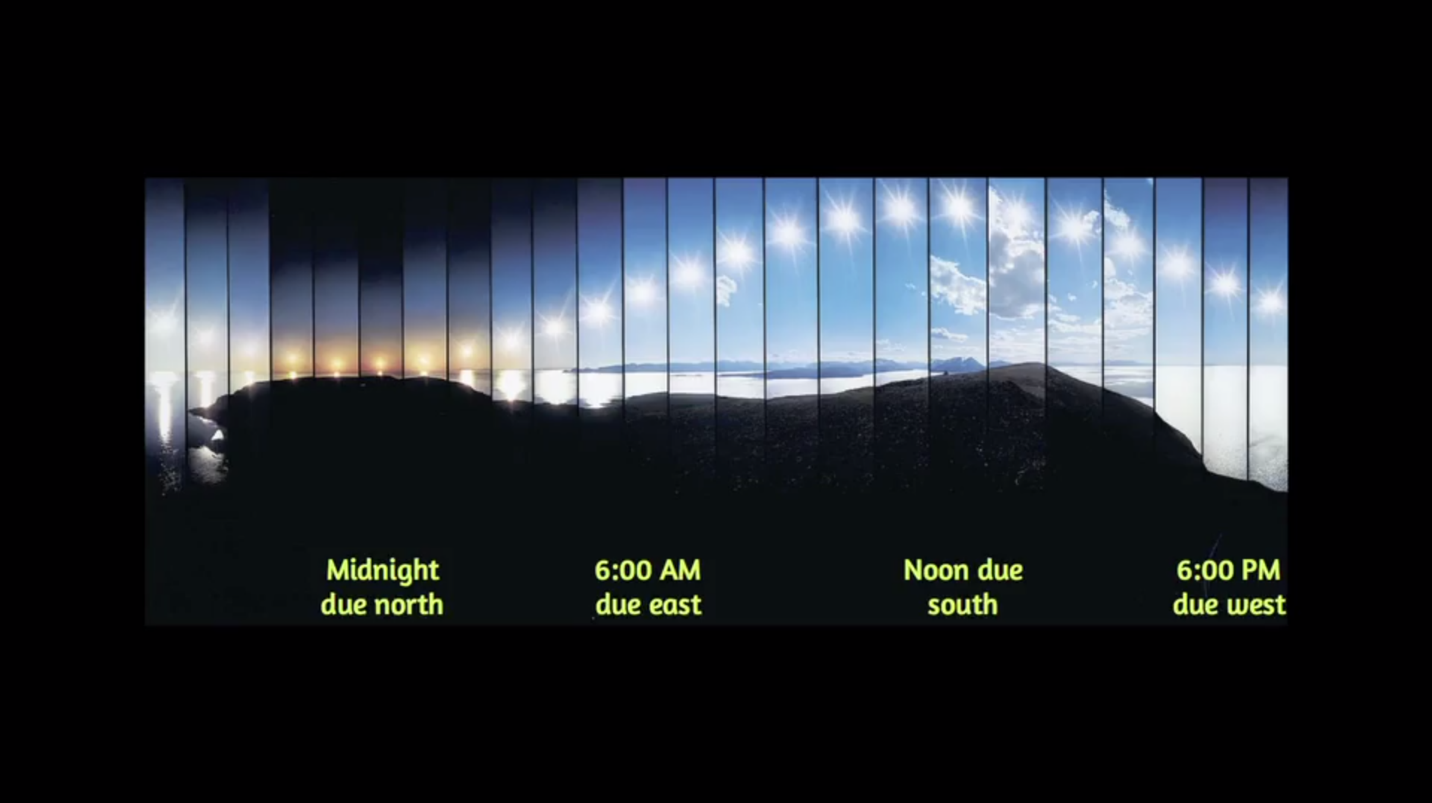 Midnight
due north
6:00 AM
due east
Noon due
south
6:00 PM
due west